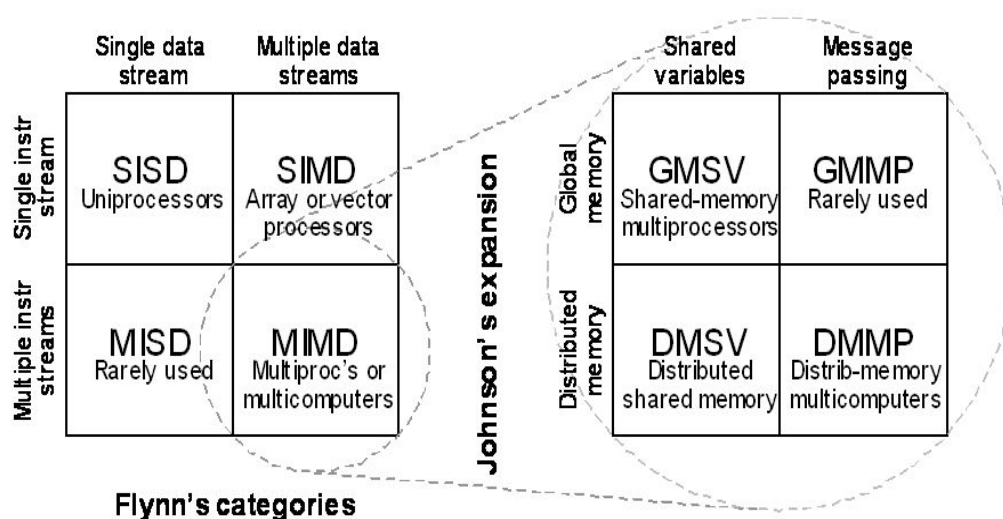 Single data
stream
Multiple data
streams
Shared
variables
Message
passing
Single instr
stream
SISD
Uniprocessors
SIMD
Array or vector
processors
Multiple instr
streams
MISD
Rarely used
MIMD
Multiproc's or
multicomputers
Flynn's categories
Johnson's expansion
Global
memory
GMSV
Shared-memory
multiprocessors
GMMP
Rarely used
Distributed
memory
DMSV
Distributed
shared memory
DMMP
Distrib-memory
multicomputers